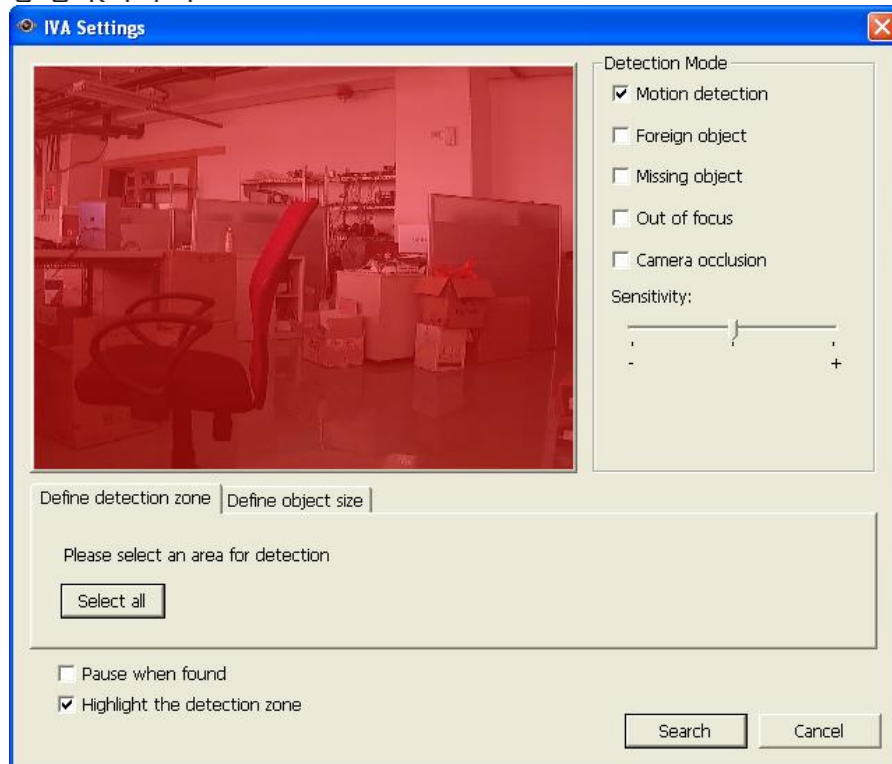 IVA Settings
Detection Mode
Motion detection
Foreign object
Missing object
Out of focus
Camera occlusion
Sensitivity:
- +
Define detection zone Define object size
Please select an area for detection
Select all
Pause when found
Highlight the detection zone
Search Cancel